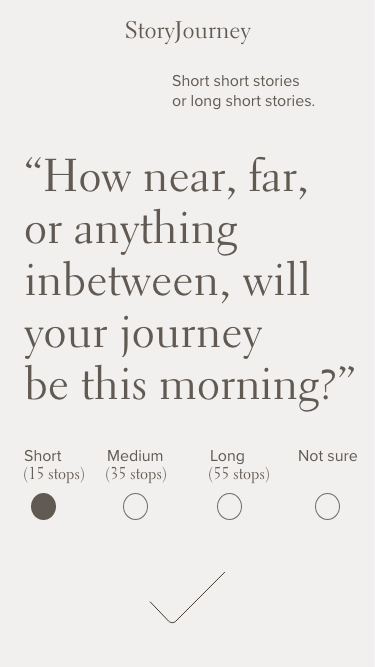 StoryJourney
Short short stories
or long short stories.
“How near, far,
or anything
inbetween, will
your journey
be this morning?”
Short Medium Long Not sure
(15 stops) (35 stops) (55 stops)